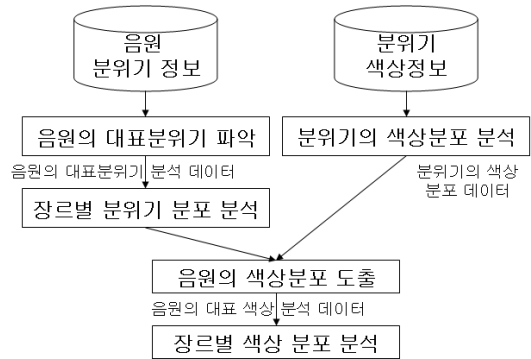 음원
분위기 정보
분위기
색상정보
음원의 대표분위기 파악
분위기의 색상분포 분석
음원의 대표분위기 분석 데이터
분위기의 색상
분포 데이터
장르별 분위기 분포 분석
음원의 색상분포 도출
음원의 대표 색상 분석 데이터
장르별 색상 분포 분석